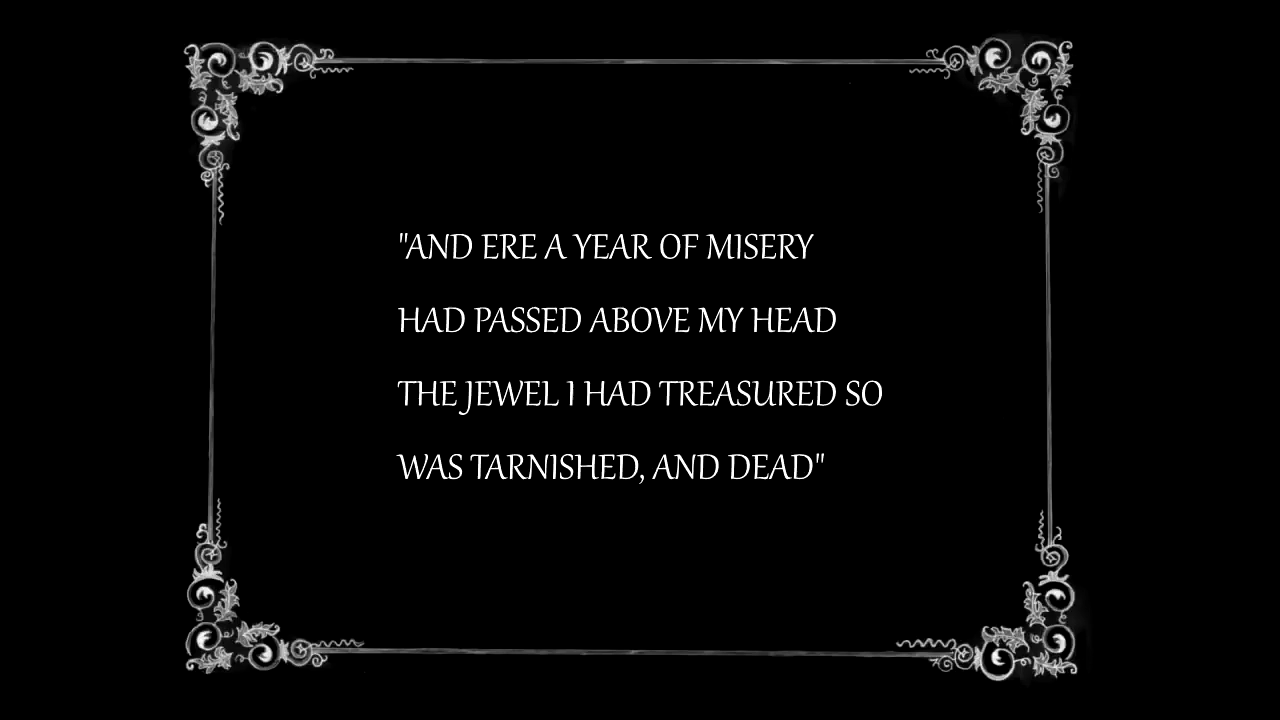 "AND ERE A YEAR OF MISERY
HAD PASSED ABOVE MY HEAD
THE JEWEL I HAD TREASURED SO
WAS TARNISHED, AND DEAD"